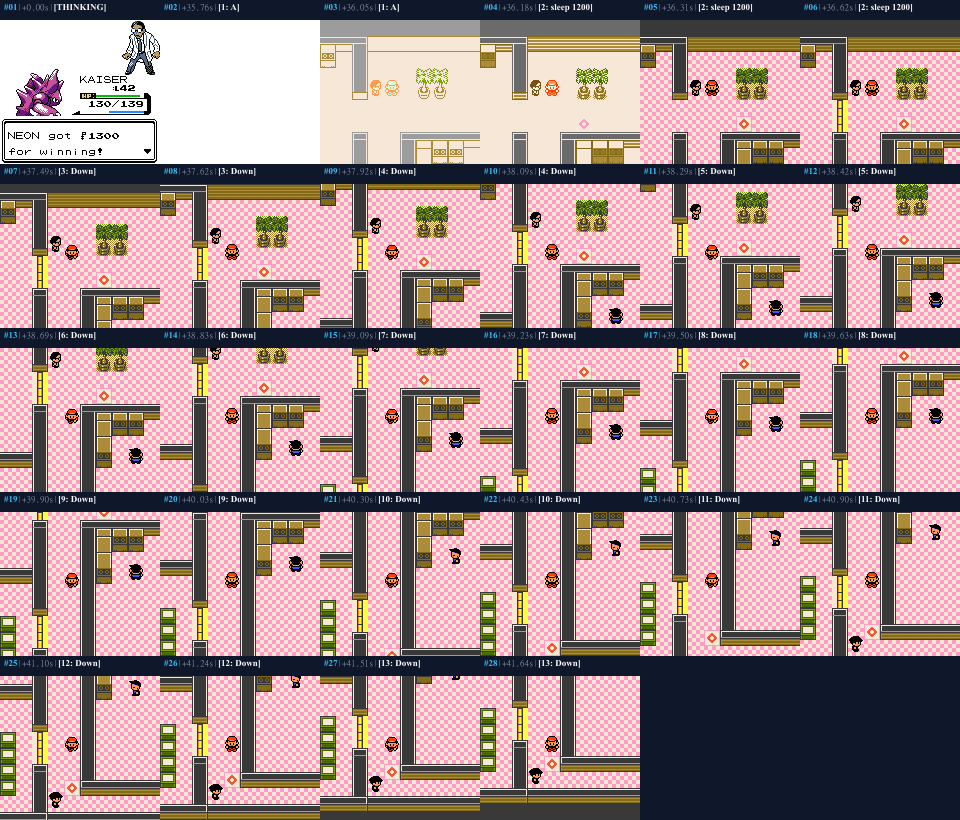 #01|+0.00s|[THINKING]
#02|+35.76s|[1: A]
#03|+36.05s|[1: A]
#04|+36.18s|[2: sleep 1200]
#05|+36.31s|[2: sleep 1200]
#06|+36.62s|[2: sleep 1200]
KAISER
:L42
HP:
130/139
NEON got ₽1300
for winning!
#07|+37.49s|[3: Down]
#08|+37.62s|[3: Down]
#09|+37.92s|[4: Down]
#10|+38.09s|[4: Down]
#11|+38.29s|[5: Down]
#12|+38.42s|[5: Down]
#13|+38.69s|[6: Down]
#14|+38.83s|[6: Down]
#15|+39.09s|[7: Down]
#16|+39.23s|[7: Down]
#17|+39.50s|[8: Down]
#18|+39.63s|[8: Down]
#19|+39.90s|[9: Down]
#20|+40.03s|[9: Down]
#21|+40.30s|[10: Down]
#22|+40.43s|[10: Down]
#23|+40.73s|[11: Down]
#24|+40.90s|[11: Down]
#25|+41.10s|[12: Down]
#26|+41.24s|[12: Down]
#27|+41.51s|[13: Down]
#28|+41.64s|[13: Down]